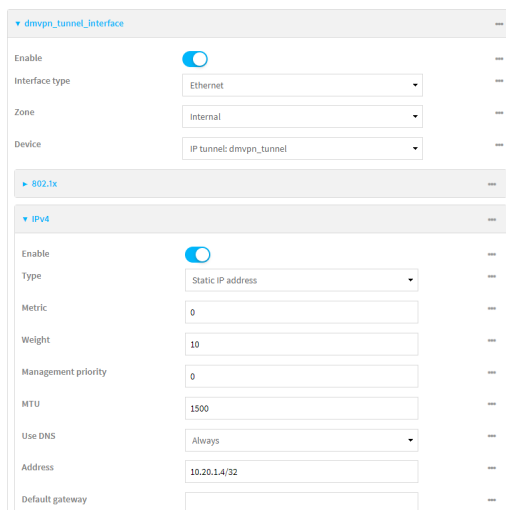 dmvpn_tunnel_interface
Enable
Interface type Ethernet
Zone Internal
Device IP tunnel: dmvpn_tunnel
802.1x
IPv4
Enable
Type Static IP address
Metric 0
Weight 10
Management priority 0
MTU 1500
Use DNS Always
Address 10.20.1.4/32
Default gateway